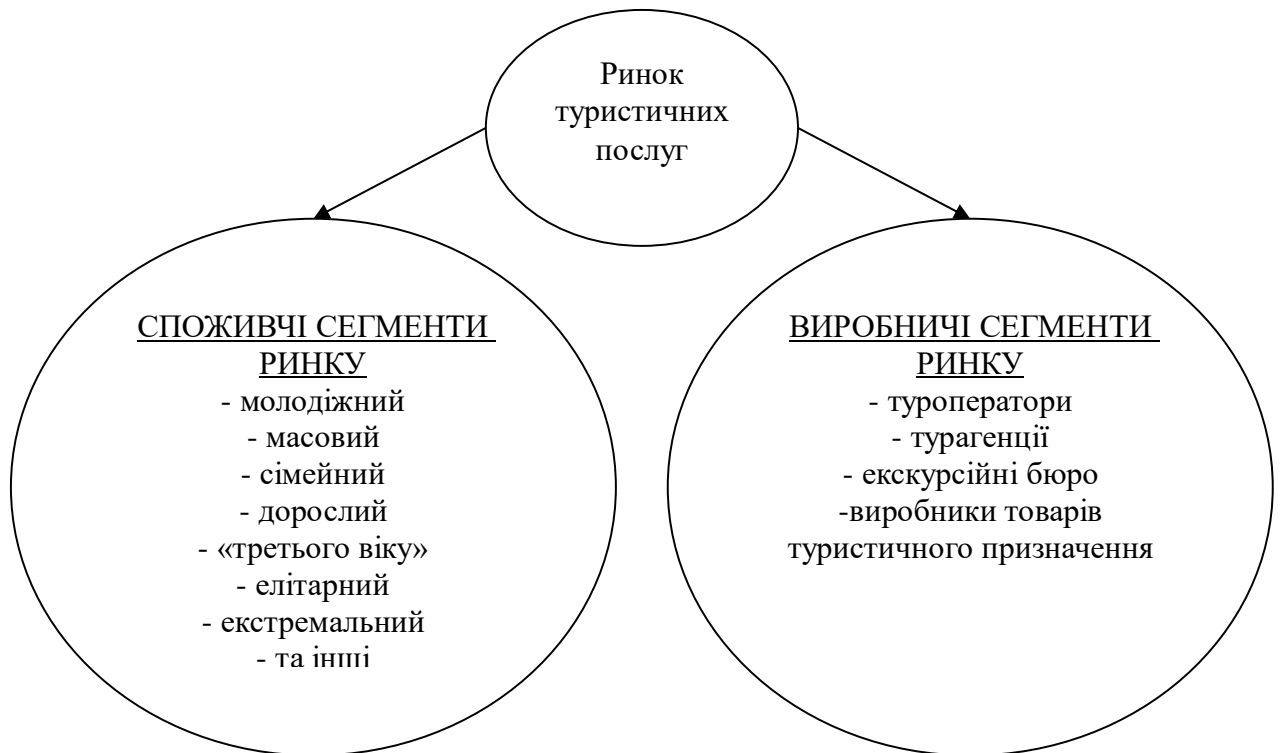 Ринок
туристичних
послуг
СПОЖИВЧІ СЕГМЕНТИ
РИНКУ
- молодіжний
- масовий
- сімейний
- дорослий
- «третього віку»
- елітарний
- екстремальний
- та інші
ВИРОБНИЧІ СЕГМЕНТИ
РИНКУ
- туроператори
- турагенції
- екскурсійні бюро
-виробники товарів
туристичного призначення